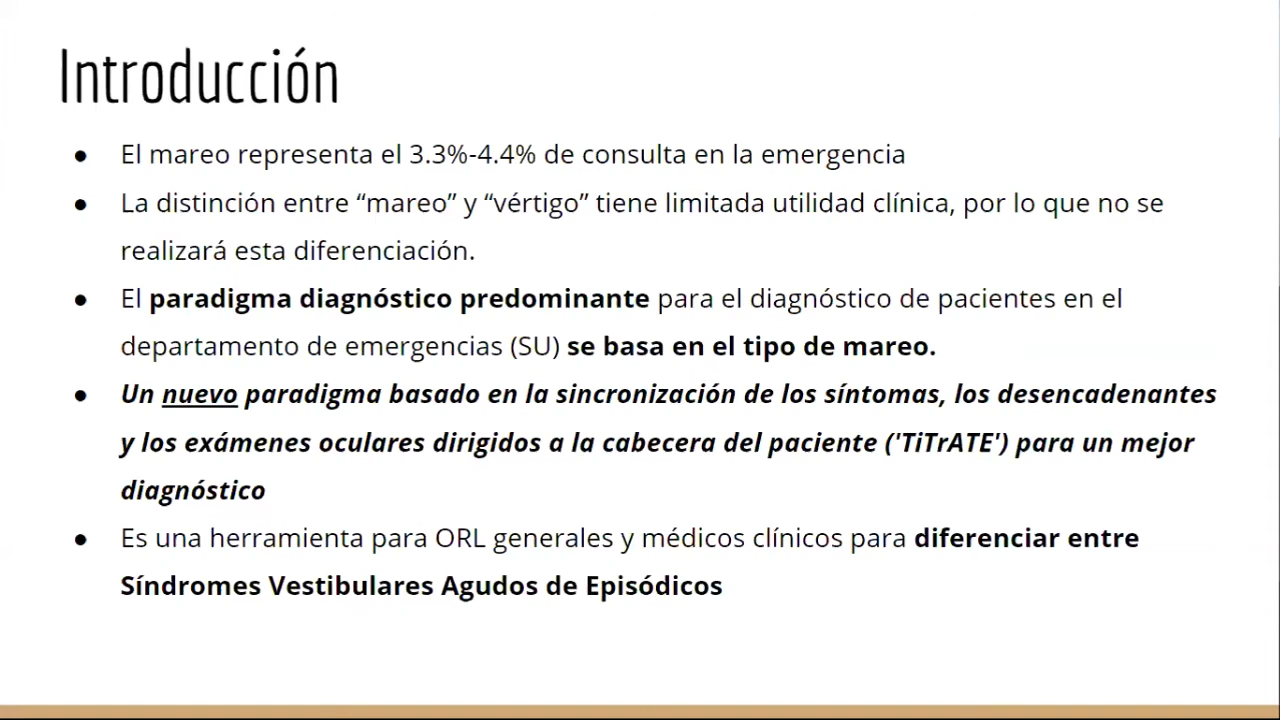 Introducción
● El mareo representa el 3.3%-4.4% de consulta en la emergencia
● La distinción entre “mareo” y “vértigo” tiene limitada utilidad clínica, por lo que no se
realizará esta diferenciación.
● El paradigma diagnóstico predominante para el diagnóstico de pacientes en el
departamento de emergencias (SU) se basa en el tipo de mareo.
● Un nuevo paradigma basado en la sincronización de los síntomas, los desencadenantes
y los exámenes oculares dirigidos a la cabecera del paciente ('TiTrATE') para un mejor
diagnóstico
● Es una herramienta para ORL generales y médicos clínicos para diferenciar entre
Síndromes Vestibulares Agudos de Episódicos